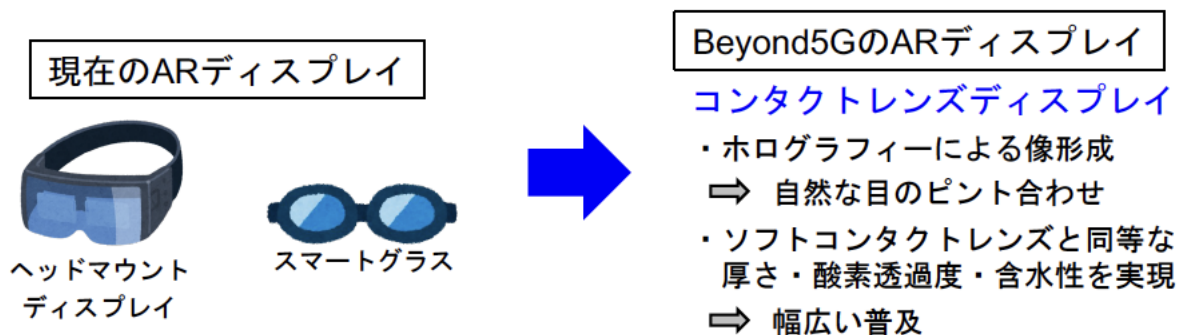 現在のARディスプレイ
ヘッドマウント
ディスプレイ
スマートグラス
Beyond5GのARディスプレイ
コンタクトレンズディスプレイ
・ホログラフィーによる像形成
⇨ 自然な目のピント合わせ
・ソフトコンタクトレンズと同等な
厚さ・酸素透過度・含水性を実現
⇨ 幅広い普及